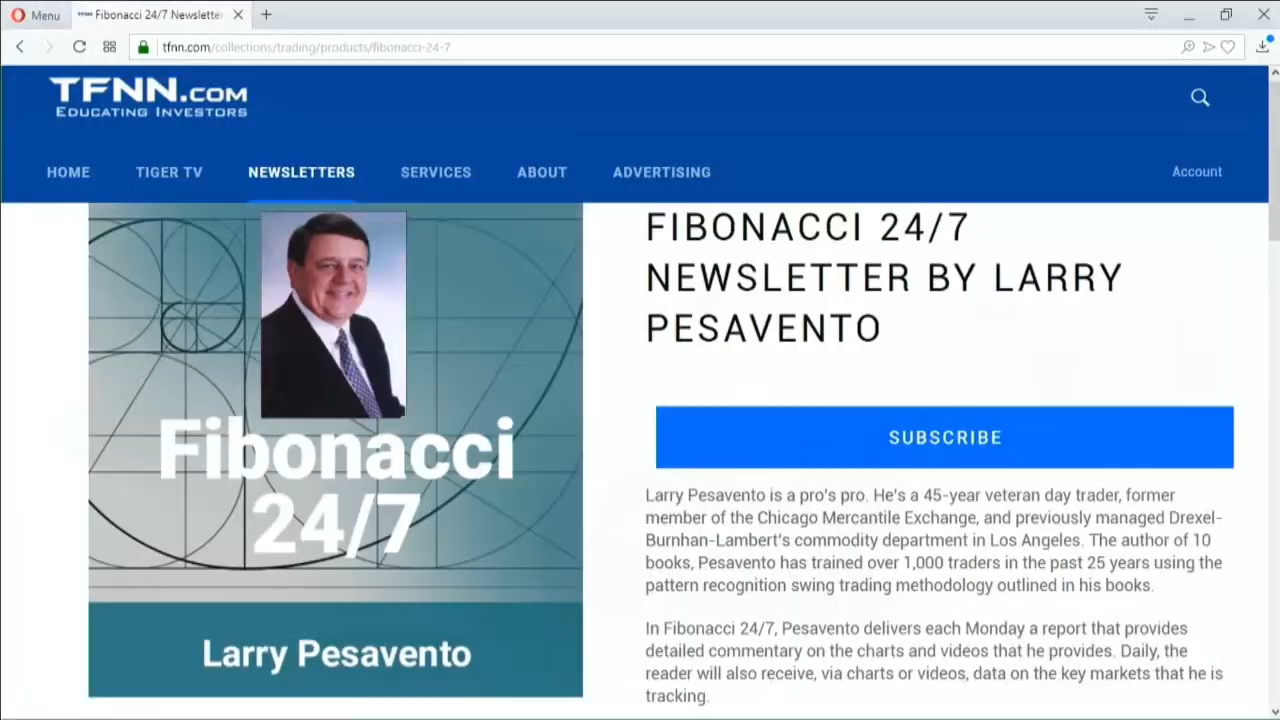 Menu
Fibonacci 24/7 Newsletter
tfnn.com/collections/trading/products/fibonacci-24-7
TFNN.COM
EDUCATING INVESTORS
HOME
TIGER TV
NEWSLETTERS
SERVICES
ABOUT
ADVERTISING
Account
Fibonacci
24/7
Larry Pesavento
FIBONACCI 24/7
NEWSLETTER BY LARRY
PESAVENTO
SUBSCRIBE
Larry Pesavento is a pro's pro. He's a 45-year veteran day trader, former
member of the Chicago Mercantile Exchange, and previously managed Drexel-
Burnhan-Lambert's commodity department in Los Angeles. The author of 10
books, Pesavento has trained over 1,000 traders in the past 25 years using the
pattern recognition swing trading methodology outlined in his books.
In Fibonacci 24/7, Pesavento delivers each Monday a report that provides
detailed commentary on the charts and videos that he provides. Daily, the
reader will also receive, via charts or videos, data on the key markets that he is
tracking.